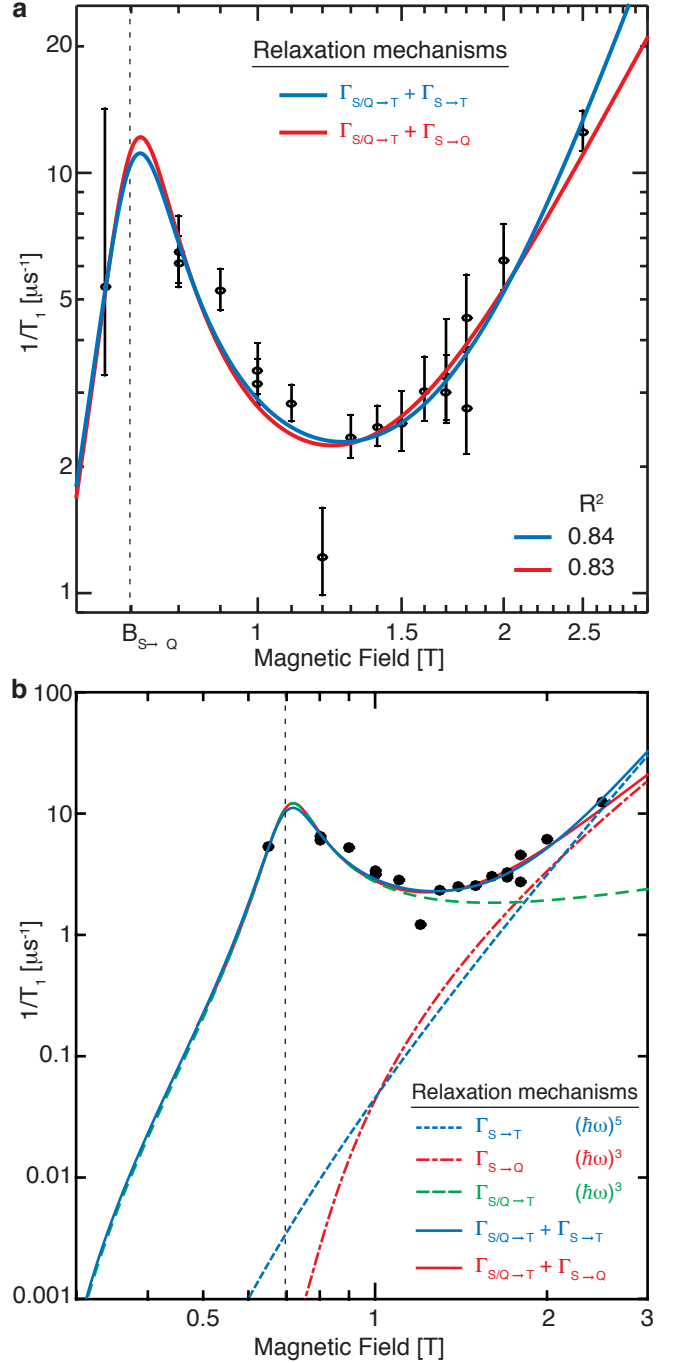 a
20
10
5
2
1
1/T₁ [μs⁻¹]
Relaxation mechanisms
Γ_S/Q→T + Γ_S→T
Γ_S/Q→T + Γ_S→Q
R²
0.84
0.83
B_S→ Q
1
1.5
2
2.5
Magnetic Field [T]
b
100
10
1
0.1
0.01
0.001
1/T₁ [μs⁻¹]
Relaxation mechanisms
Γ_S→T (ħω)⁵
Γ_S→Q (ħω)³
Γ_S/Q→T (ħω)³
Γ_S/Q→T + Γ_S→T
Γ_S/Q→T + Γ_S→Q
0.5
1
2
3
Magnetic Field [T]